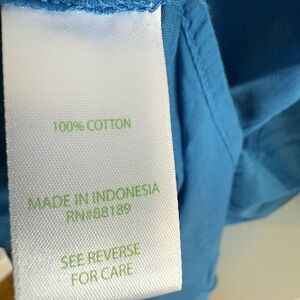 100% COTTON
MADE IN INDONESIA
RN#88189
SEE REVERSE
FOR CARE